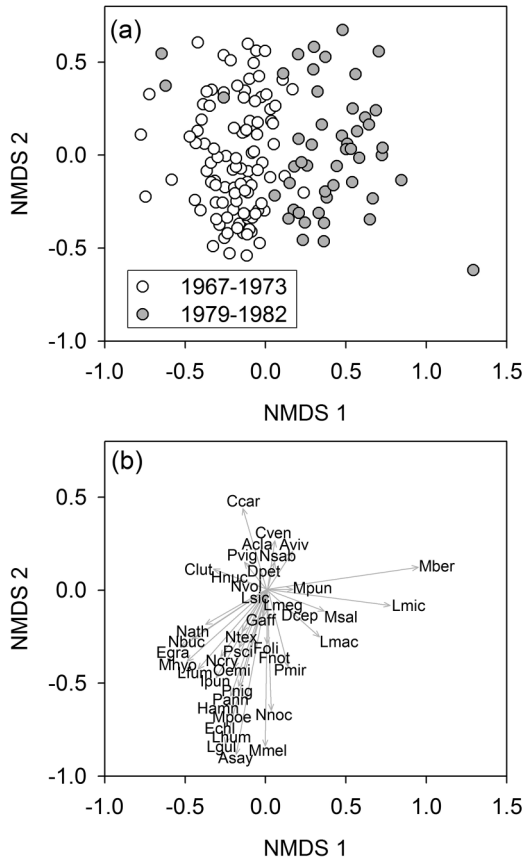 (a)
NMDS 2
0.5
0.0
-0.5
-1.0
1967-1973
1979-1982
-1.0 -0.5 0.0 0.5 1.0 1.5
NMDS 1
(b)
NMDS 2
0.5
0.0
-0.5
-1.0
Ccar
Cven
Acla Aviv
Pvig Nsab
Clut Dpet Mber
Hnuc
Nvol Mpun
Lsic
Lmeg Lmic
Dcep Msal
Gaff
Nath Ntex
Nbuc Lmac
Egra Psci Foli
Mhyo Ncry Fnot
Lfum Oemi Pmir
Ipun
Pnig
Pann
Hamn Nnoc
Mpoe
Echl
Lhum
Lgul Mmel
Asay
-1.0 -0.5 0.0 0.5 1.0 1.5
NMDS 1